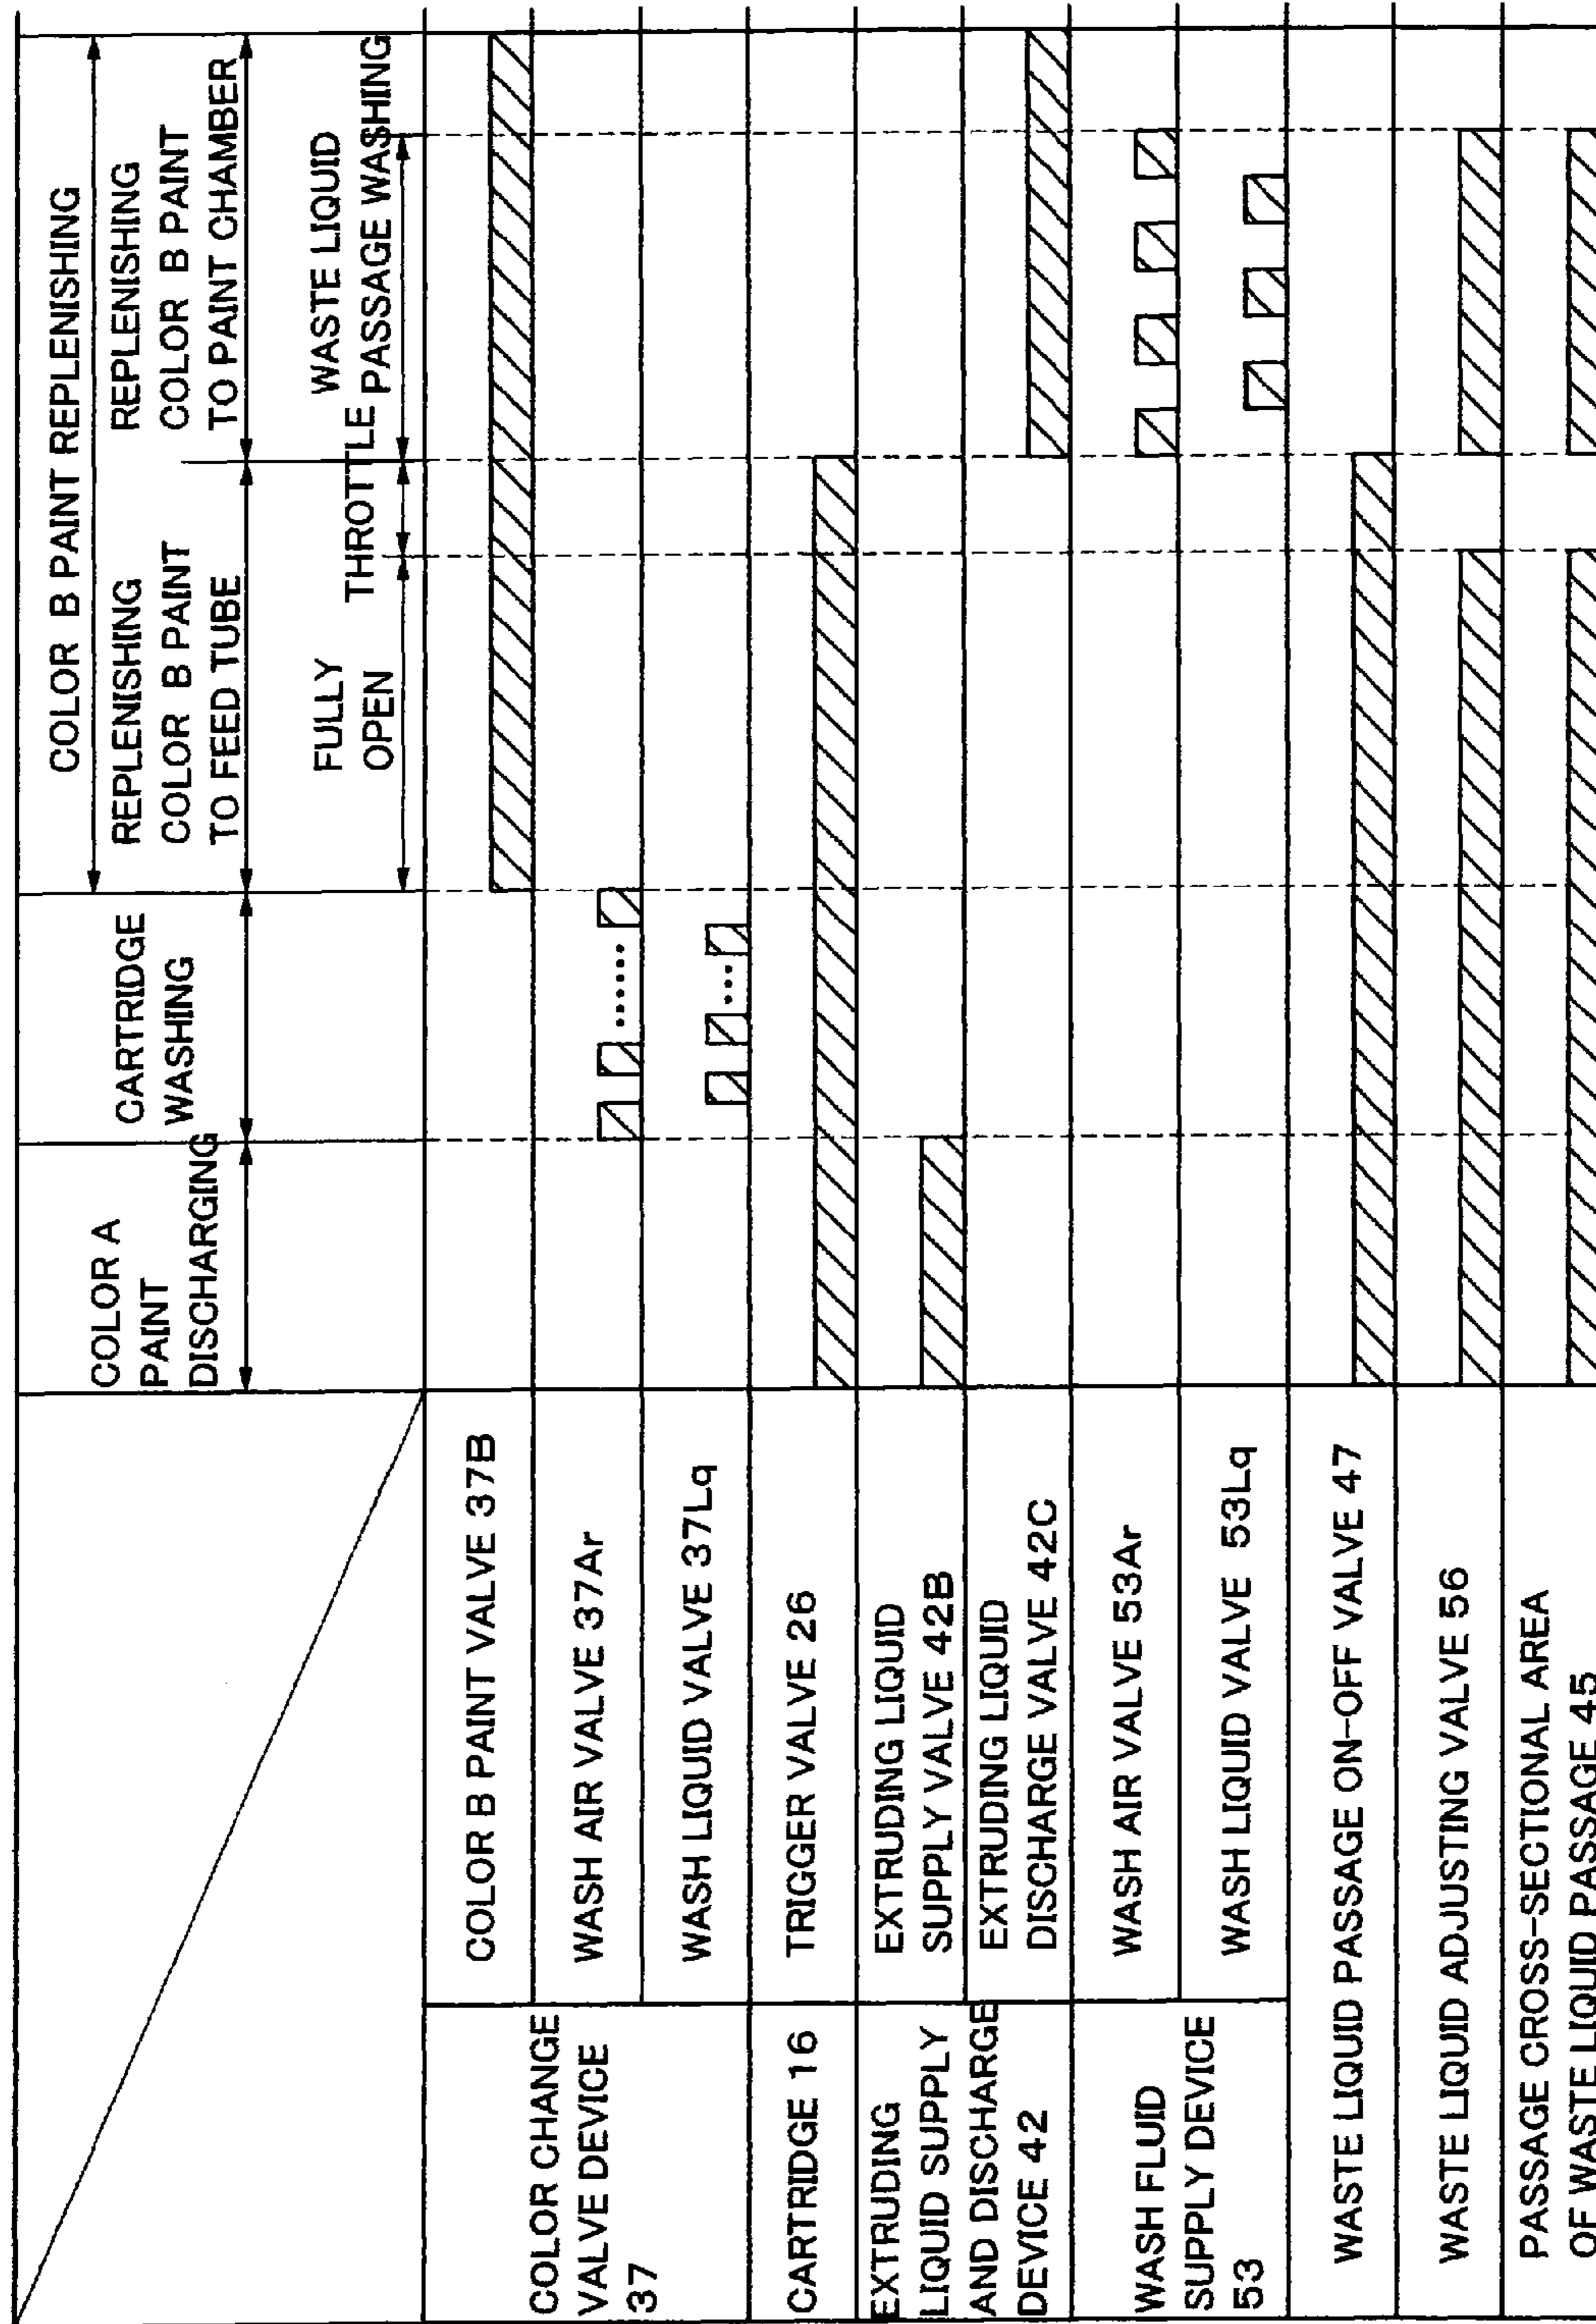 COLOR A
PAINT
DISCHARGING
CARTRIDGE
WASHING
COLOR B PAINT REPLENISHING
REPLENISHING
COLOR B PAINT
TO FEED TUBE
REPLENISHING
COLOR B PAINT
TO PAINT CHAMBER
FULLY
OPEN
THROTTLE
WASTE LIQUID
PASSAGE WASHING
COLOR CHANGE
VALVE DEVICE
37
COLOR B PAINT VALVE 37B
WASH AIR VALVE 37Ar
WASH LIQUID VALVE 37Lq
CARTRIDGE 16
TRIGGER VALVE 26
EXTRUDING
LIQUID SUPPLY
AND DISCHARGE
DEVICE 42
EXTRUDING LIQUID
SUPPLY VALVE 42B
EXTRUDING LIQUID
DISCHARGE VALVE 42C
WASH FLUID
SUPPLY DEVICE
53
WASH AIR VALVE 53Ar
WASH LIQUID VALVE 53Lq
WASTE LIQUID PASSAGE ON-OFF VALVE 47
WASTE LIQUID ADJUSTING VALVE 56
PASSAGE CROSS-SECTIONAL AREA
OF WASTE LIQUID PASSAGE 45